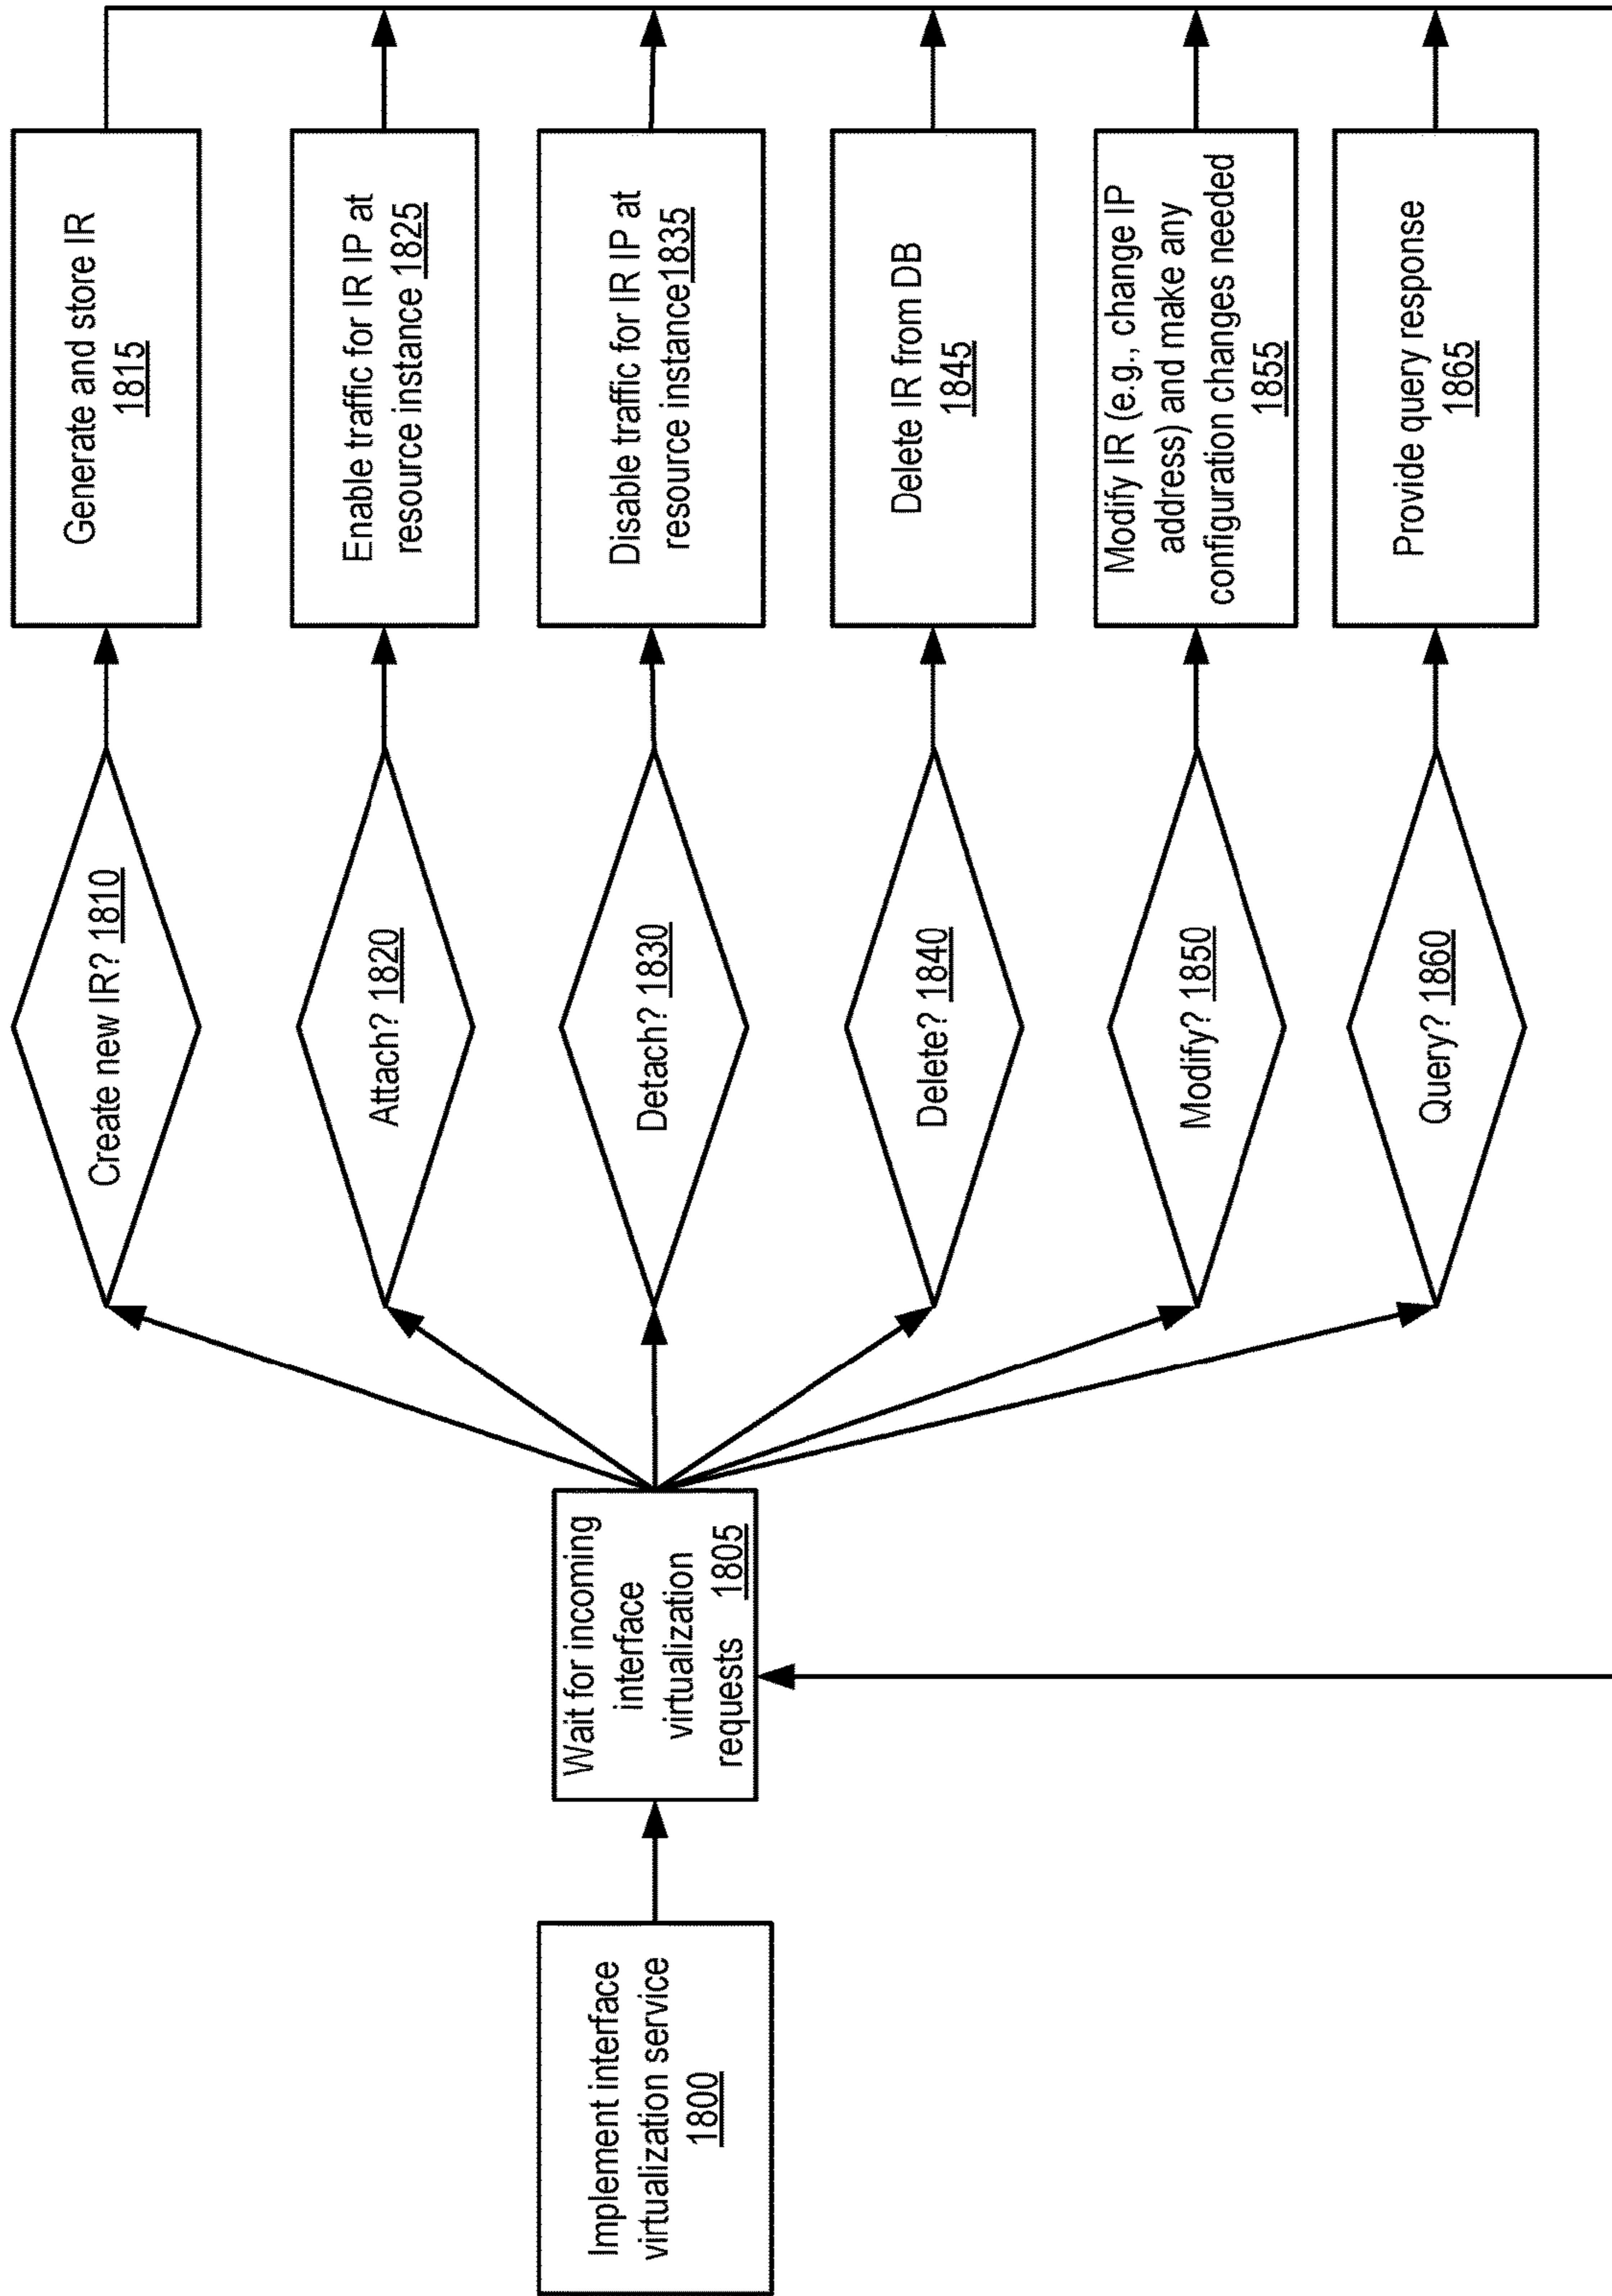 Implement interface
virtualization service
1800
Wait for incoming
interface
virtualization
requests 1805
Create new IR? 1810
Generate and store IR
1815
Attach? 1820
Enable traffic for IR IP at
resource instance 1825
Detach? 1830
Disable traffic for IR IP at
resource instance1835
Delete? 1840
Delete IR from DB
1845
Modify? 1850
Modify IR (e.g., change IP
address) and make any
configuration changes needed
1855
Query? 1860
Provide query response
1865